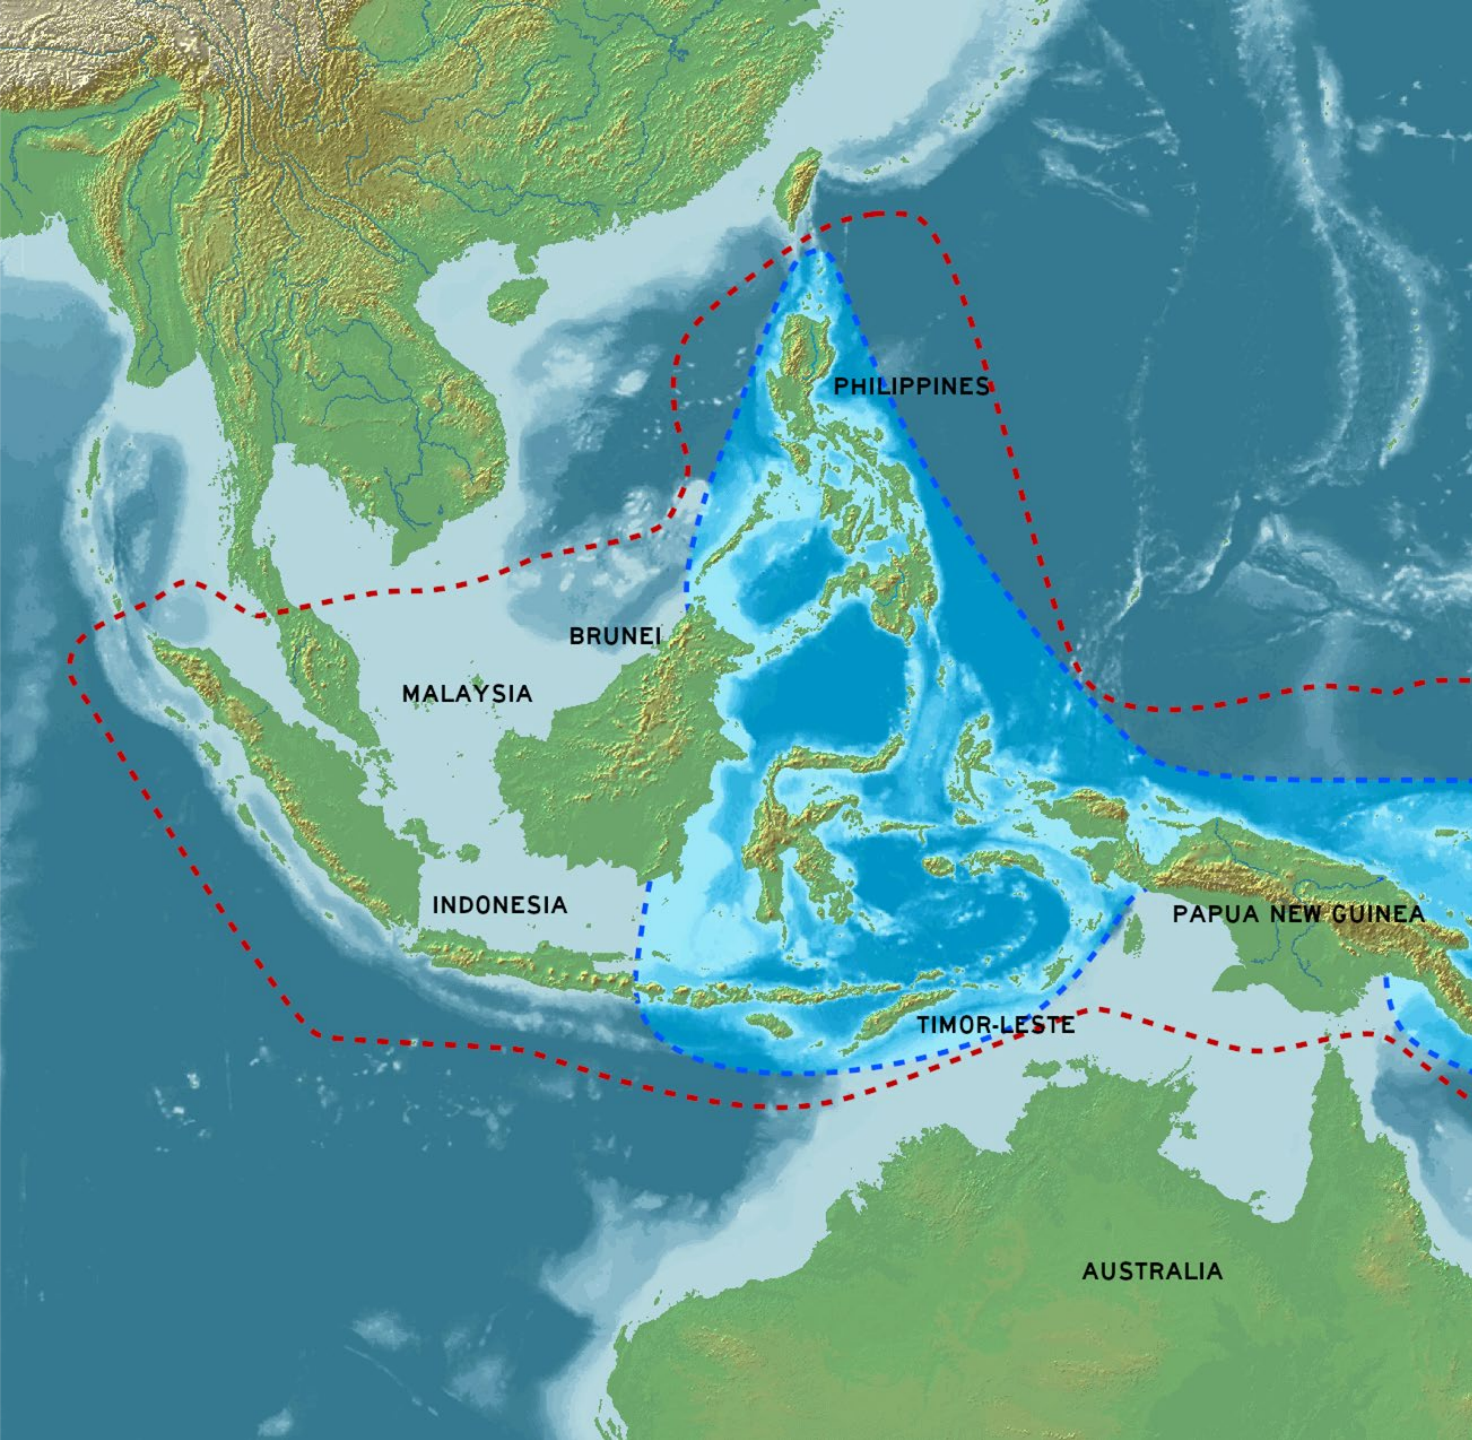 PHILIPPINES
BRUNEI
MALAYSIA
INDONESIA
PAPUA NEW GUINEA
TIMOR-LESTE
AUSTRALIA